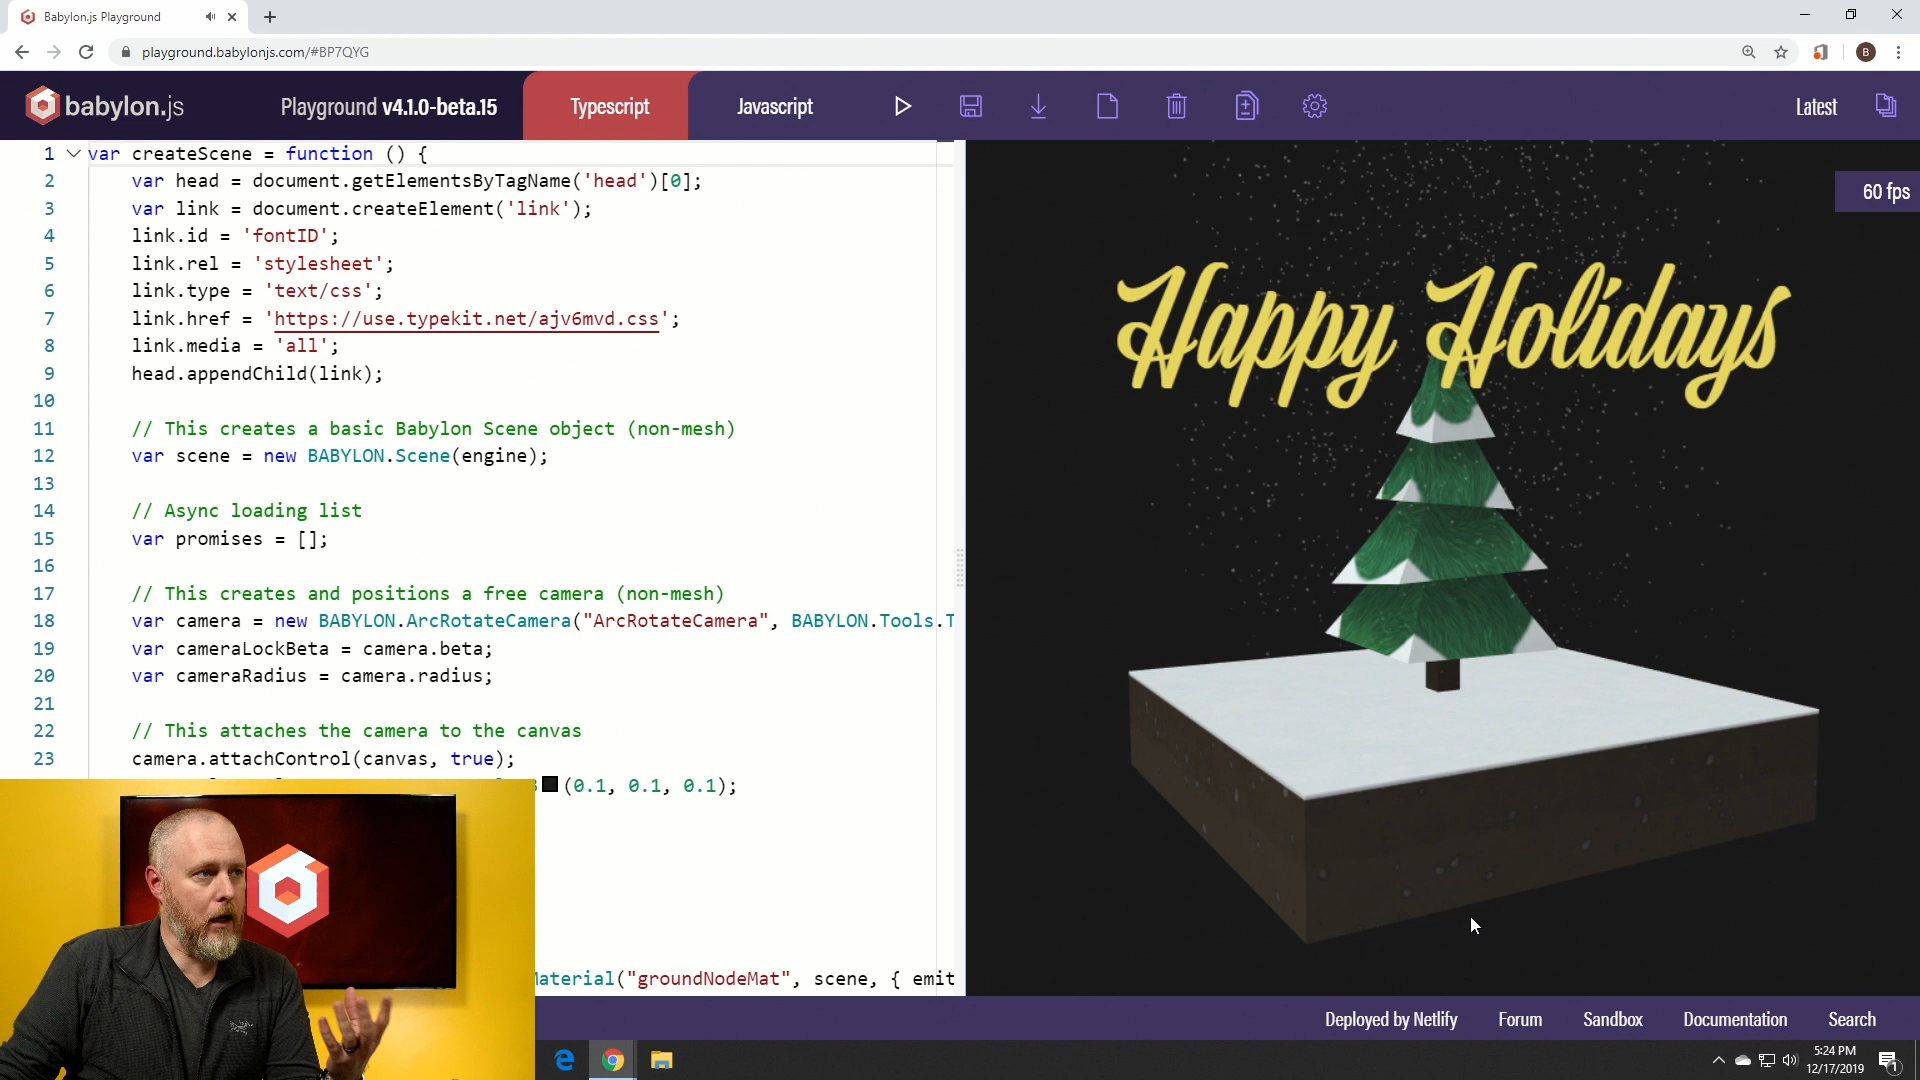 Babylon.js Playground
playground.babylonjs.com/#BP7QYG
B
babylon.js
Playground v4.1.0-beta.15
Typescript
Javascript
Latest
1 var createScene = function () {
2 var head = document.getElementsByTagName('head')[0];
3 var link = document.createElement('link');
4 link.id = 'fontID';
5 link.rel = 'stylesheet';
6 link.type = 'text/css';
7 link.href = 'https://use.typekit.net/ajv6mvd.css';
8 link.media = 'all';
9 head.appendChild(link);
10
11 // This creates a basic Babylon Scene object (non-mesh)
12 var scene = new BABYLON.Scene(engine);
13
14 // Async loading list
15 var promises = [];
16
17 // This creates and positions a free camera (non-mesh)
18 var camera = new BABYLON.ArcRotateCamera("ArcRotateCamera", BABYLON.Tools.T
19 var cameraLockBeta = camera.beta;
20 var cameraRadius = camera.radius;
21
22 // This attaches the camera to the canvas
23 camera.attachControl(canvas, true);
(0.1, 0.1, 0.1);
Material("groundNodeMat", scene, { emit
60 fps
Happy Holidays
Deployed by Netlify
Forum
Sandbox
Documentation
Search
5:24 PM
12/17/2019
1